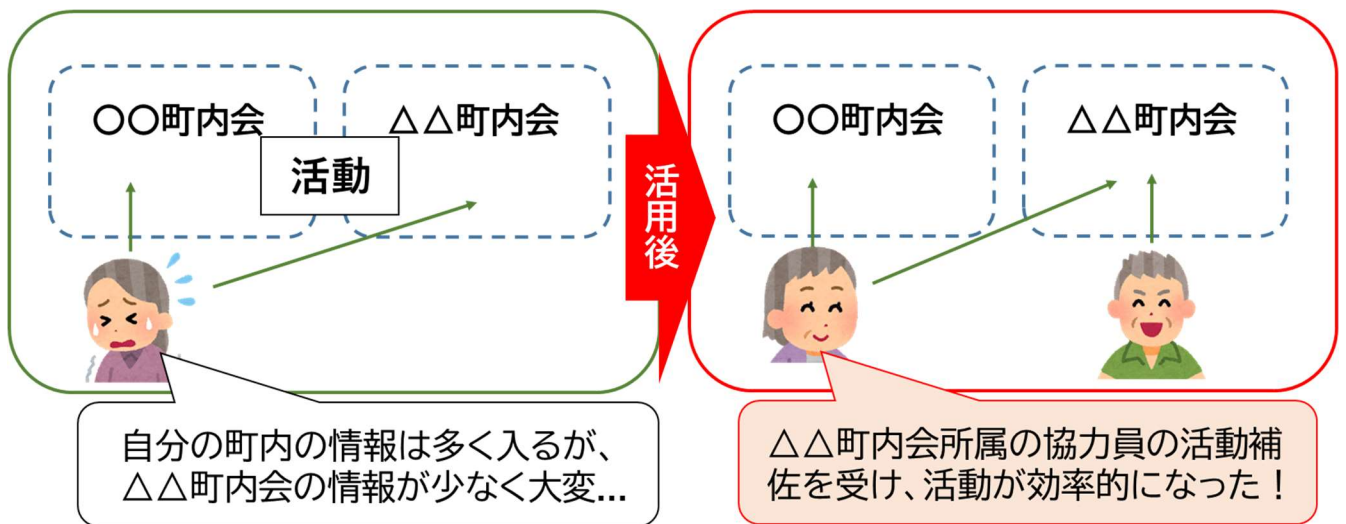 〇〇町内会
△△町内会
活動
自分の町内の情報は多く入るが、
△△町内会の情報が少なく大変…
活用後
〇〇町内会
△△町内会
△△町内会所属の協力員の活動補
佐を受け、活動が効率的になった！